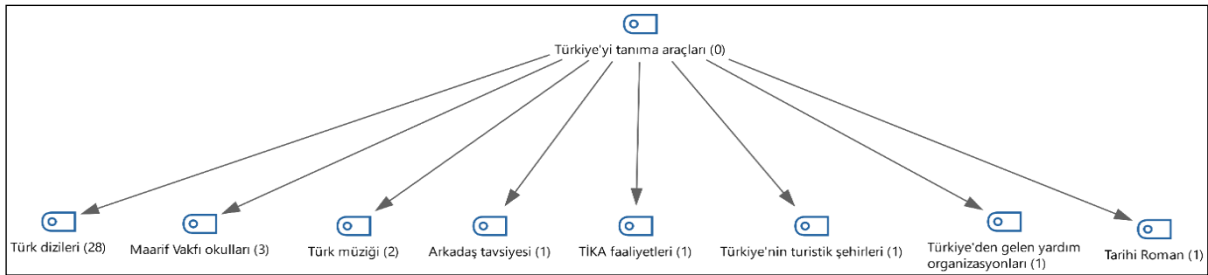 Türkiye'yi tanıma araçları (0)
Türk dizileri (28)
Maarif Vakfı okulları (3)
Türk müziği (2)
Arkadaş tavsiyesi (1)
TİKA faaliyetleri (1)
Türkiye'nin turistik şehirleri (1)
Türkiye'den gelen yardım
organizasyonları (1)
Tarihi Roman (1)